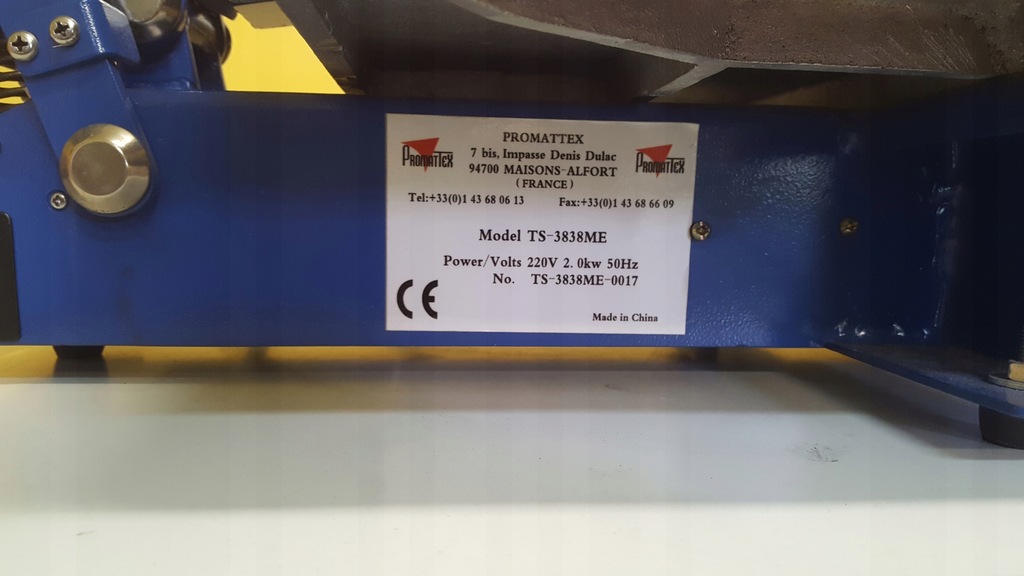 PROMATTEX
PROMATTEX
PROMATTEX
7 bis, Impasse Denis Dulac
94700 MAISONS-ALFORT
(FRANCE)
Tel:+33(0)1 43 68 06 13 Fax:+33(0)1 43 68 66 09
Model TS-3838ME
Power/Volts 220V 2. 0kw 50Hz
No. TS-3838ME-0017
CE
Made in China